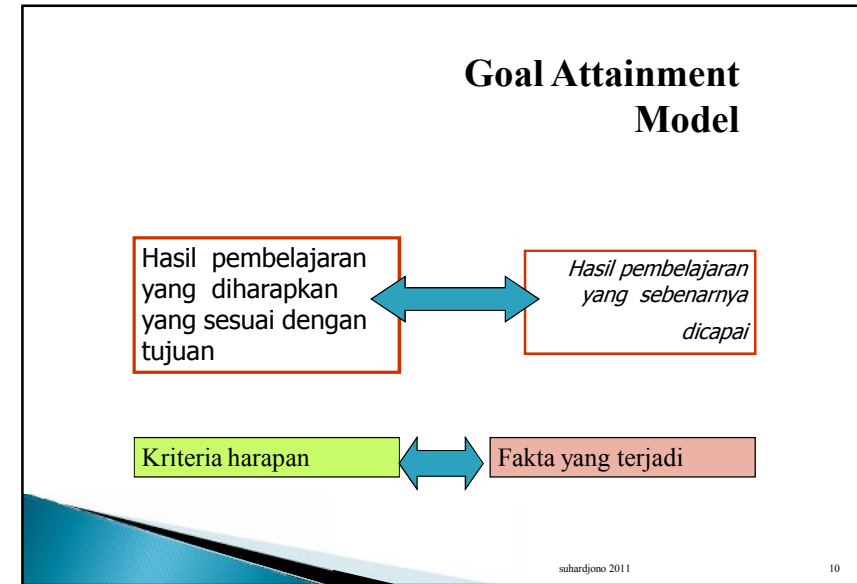 Goal Attainment
Model
Hasil pembelajaran
yang diharapkan
yang sesuai dengan
tujuan
Hasil pembelajaran
yang sebenarnya
dicapai
Kriteria harapan
Fakta yang terjadi
suhardjono 2011
10